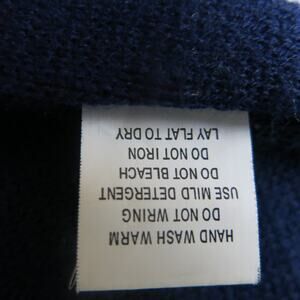 HAND WASH WARM
DO NOT WRING
USE MILD DETERGENT
DO NOT BLEACH
DO NOT IRON
LAY FLAT TO DRY